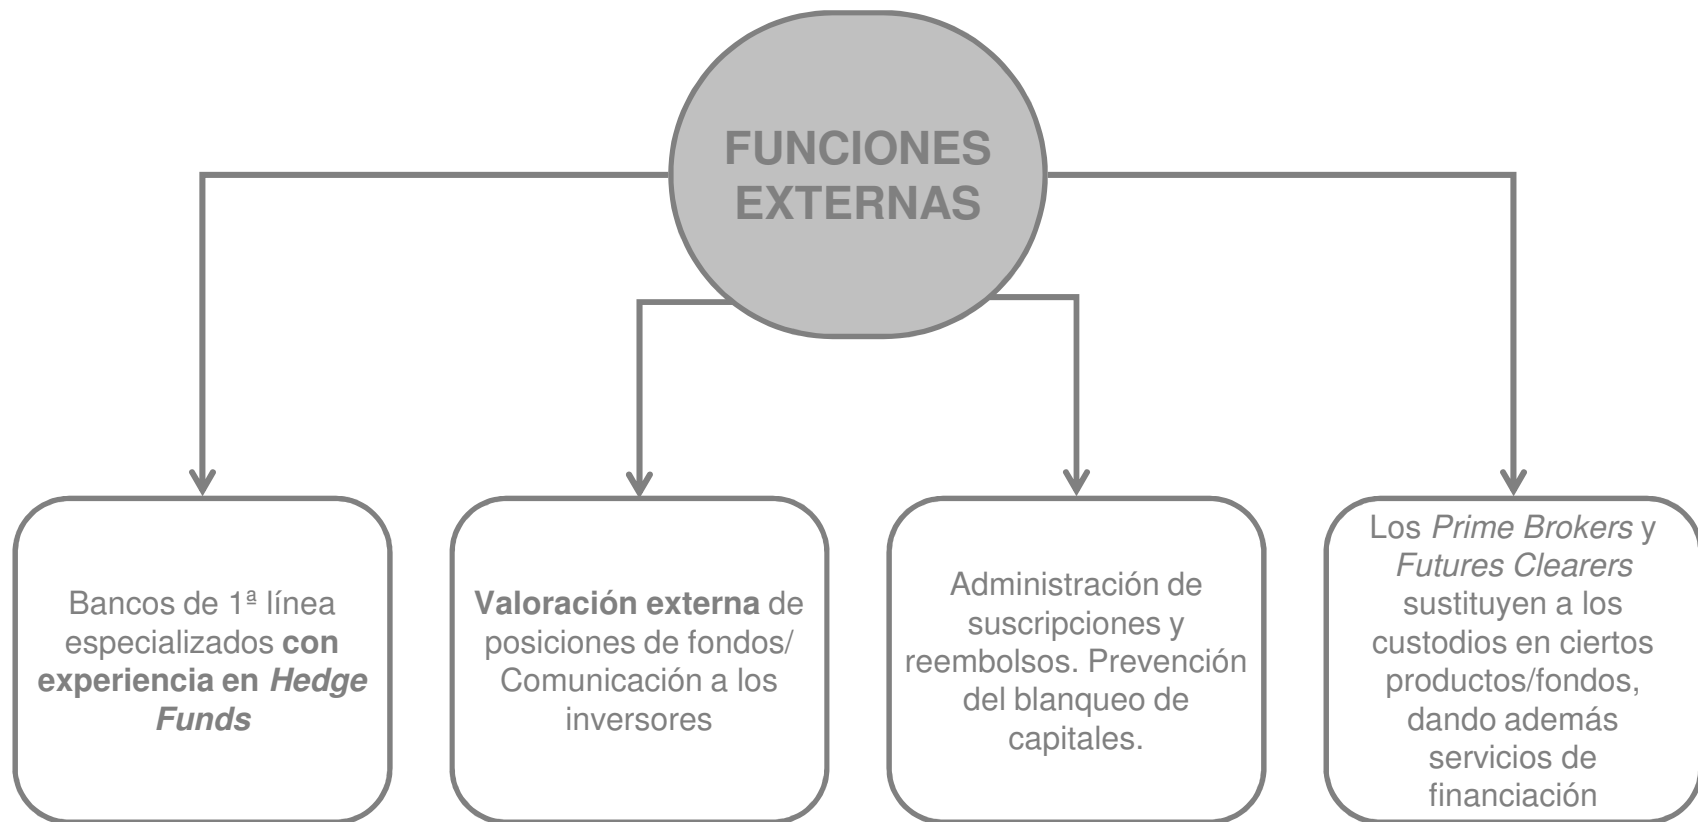 FUNCIONES
EXTERNAS
Bancos de 1ª línea
especializados con
experiencia en Hedge
Funds
Valoración externa de
posiciones de fondos/
Comunicación a los
inversores
Administración de
suscripciones y
reembolsos. Prevención
del blanqueo de
capitales.
Los Prime Brokers y
Futures Clearers
sustituyen a los
custodios en ciertos
productos/fondos,
dando además
servicios de
financiación